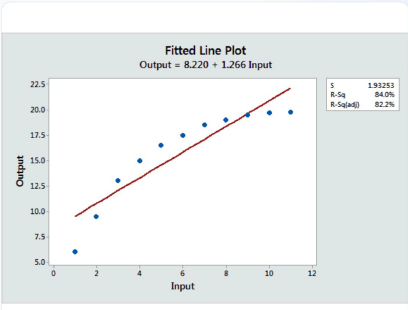 Fitted Line Plot
Output = 8.220 + 1.266 Input
S 1.93253
R-Sq 84.0%
R-Sq(adj) 82.2%
22.5
20.0
17.5
15.0
12.5
10.0
7.5
5.0
Output
0 2 4 6 8 10 12
Input